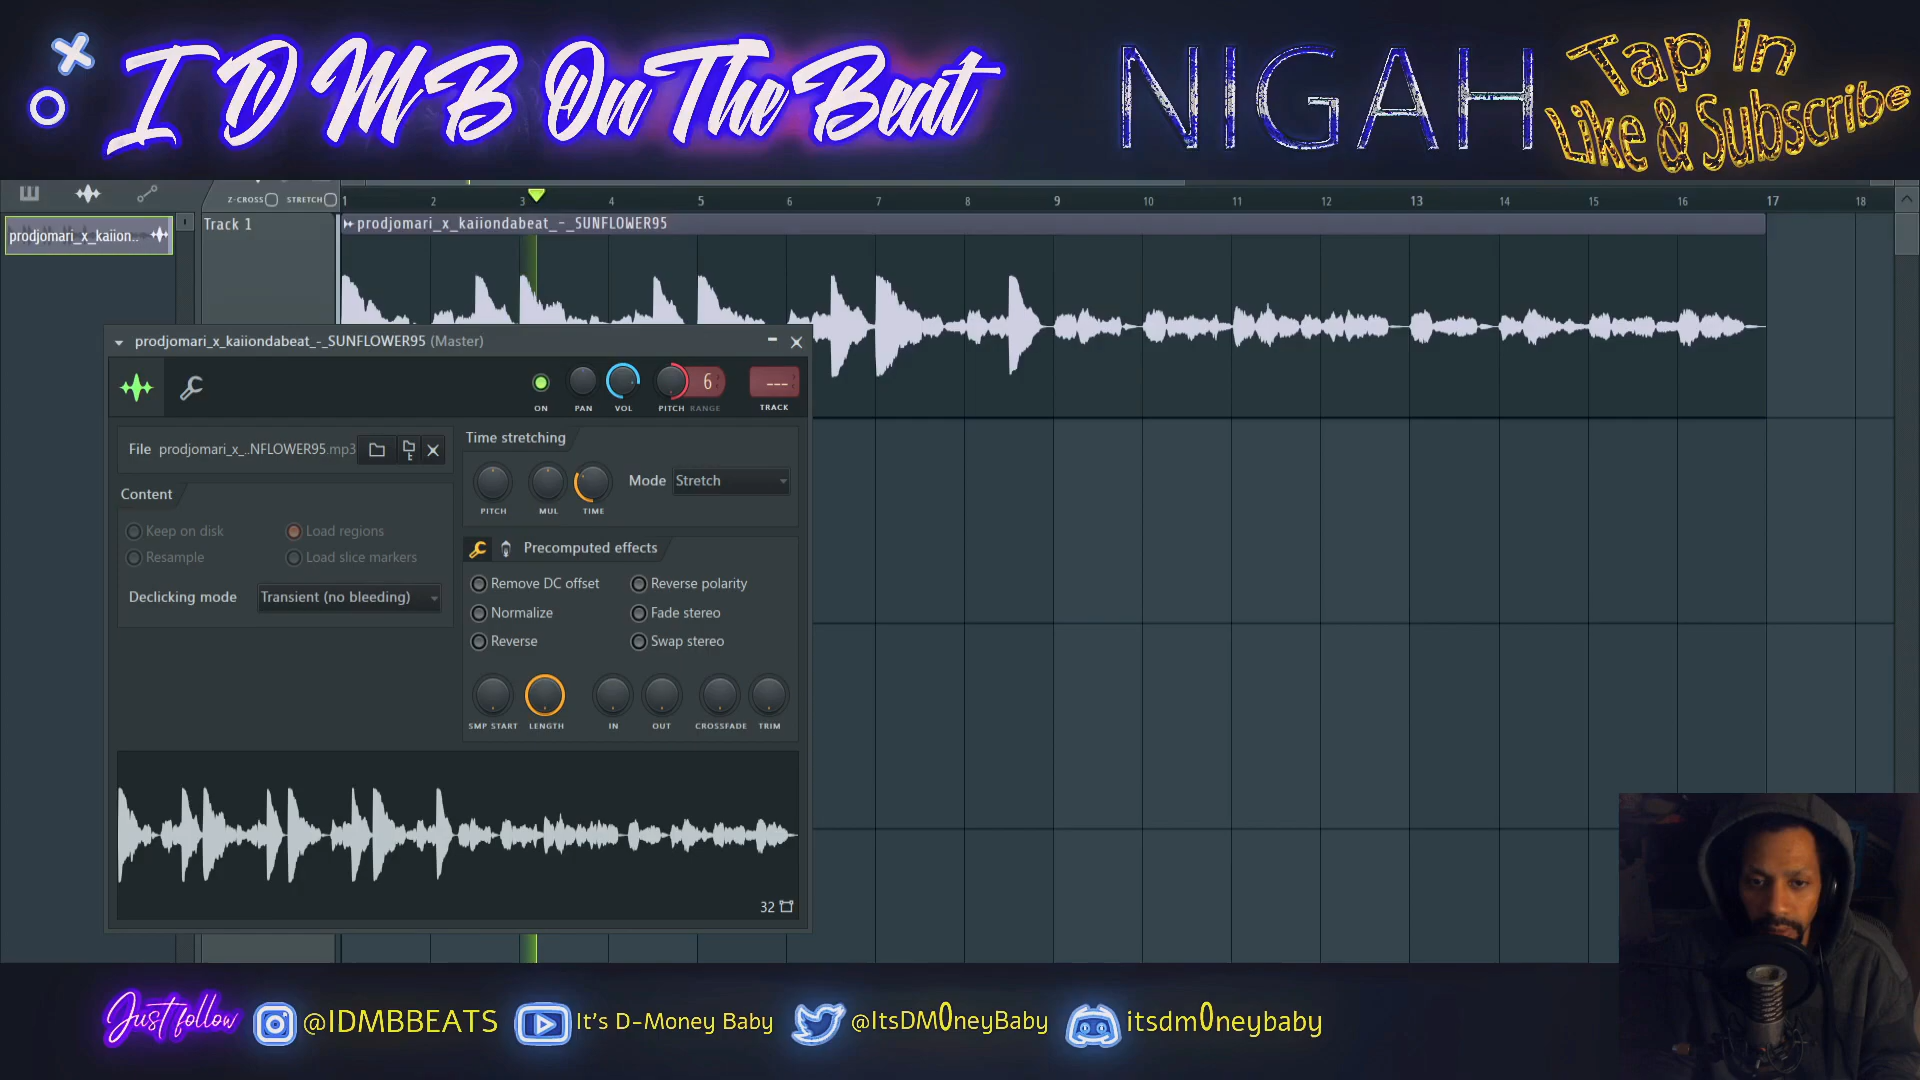 I D M B OnTheBeat
NIGAH
Tap In
Like & Subscribe
Z-CROSS STRETCH
1 2 3 4 5 6 7 8 9 10 11 12 13 14 15 16 17 18
prodjomari_x_kaiion..
Track 1
prodjomari_x_kaiiondabeat_-_SUNFLOWER95
prodjomari_x_kaiiondabeat_-_SUNFLOWER95 (Master)
6
---
ON PAN VOL PITCH RANGE TRACK
File prodjomari_x_..NFLOWER95.mp3
Time stretching
Mode Stretch
PITCH MUL TIME
Content
Keep on disk Load regions
Resample Load slice markers
Declicking mode Transient (no bleeding)
Precomputed effects
Remove DC offset Reverse polarity
Normalize Fade stereo
Reverse Swap stereo
SMP START LENGTH IN OUT CROSSFADE TRIM
32
Just follow @IDMBBEATS It's D-Money Baby @ItsDM0neyBaby itsdm0neybaby